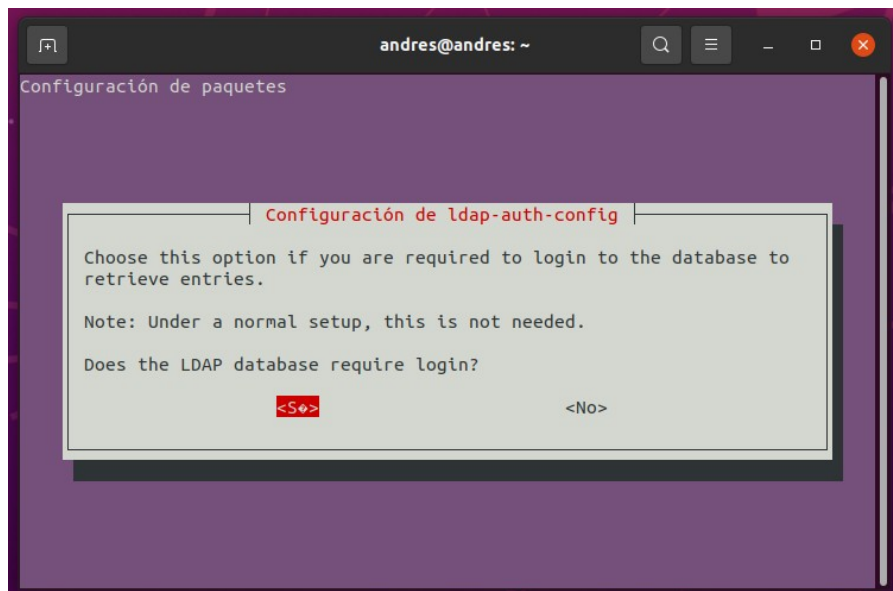 andres@andres: ~
Configuración de paquetes
Configuración de ldap-auth-config
Choose this option if you are required to login to the database to
retrieve entries.
Note: Under a normal setup, this is not needed.
Does the LDAP database require login?
<S�> <No>